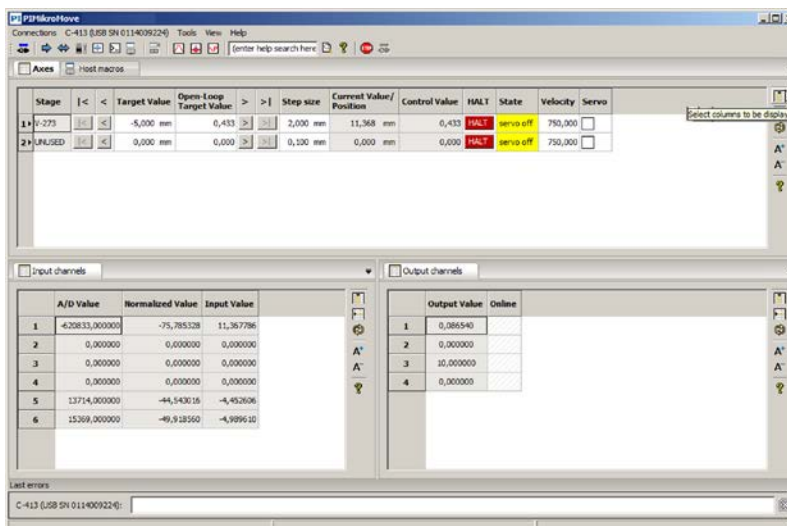 PI PIMikroMove
Connections C-413 (USB SN 0114009224) Tools View Help
(enter help search here
Axes Host macros
Stage |< < Target Value Open-Loop Target Value > >| Step size Current Value/ Position Control Value HALT State Velocity Servo
Select columns to be display
1 V-273 |< < -5,000 mm 0,433 > >| 2,000 mm 11,368 mm 0,433 HALT servo off 750,000
2 UNUSED |< < 0,000 mm 0,000 > >| 0,100 mm 0,000 mm 0,000 HALT servo off 750,000
Input channels
A/D Value Normalized Value Input Value
1 -620833,000000 -75,785328 11,367786
2 0,000000 0,000000 0,000000
3 0,000000 0,000000 0,000000
4 0,000000 0,000000 0,000000
5 13714,000000 -44,543016 -4,452606
6 15369,000000 -49,918560 -4,989610
Output channels
Output Value Online
1 0,086540
2 0,000000
3 10,000000
4 0,000000
Last errors
C-413 (USB SN 0114009224):